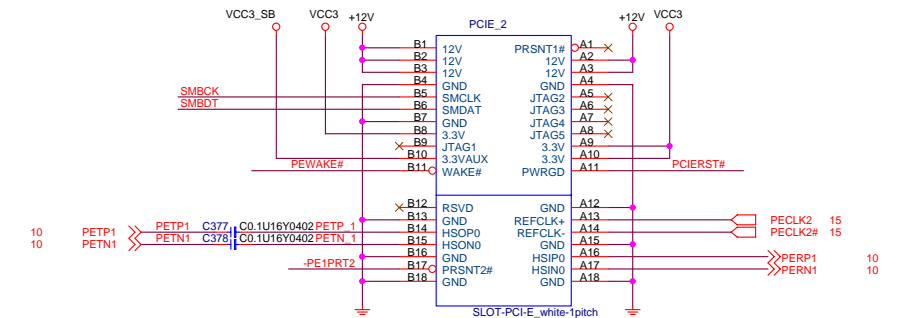 VCC3_SB VCC3 +12V PCIE_2 +12V VCC3
B1 12V PRSNT1# A1
B2 12V 12V A2
B3 12V 12V A3
B4 GND GND A4
SMBCK B5 SMCLK JTAG2 A5
SMBDT B6 SMDAT JTAG3 A6
B7 GND JTAG4 A7
B8 3.3V JTAG5 A8
B9 JTAG1 3.3V A9
B10 3.3VAUX 3.3V A10
PEWAKE# B11 WAKE# PWRGD A11 PCIERST#
B12 RSVD GND A12
B13 GND REFCLK+ A13 PECLK2 15
10 PETP1 PETP1 C377 C0.1U16Y0402 PETP_1 B14 HSOP0 REFCLK- A14 PECLK2# 15
10 PETN1 PETN1 C378 C0.1U16Y0402 PETN_1 B15 HSON0 GND A15
B16 GND HSIP0 A16 PERP1 10
-PE1PRT2 B17 PRSNT2# HSIN0 A17 PERN1 10
B18 GND GND A18
SLOT-PCI-E_white-1pitch